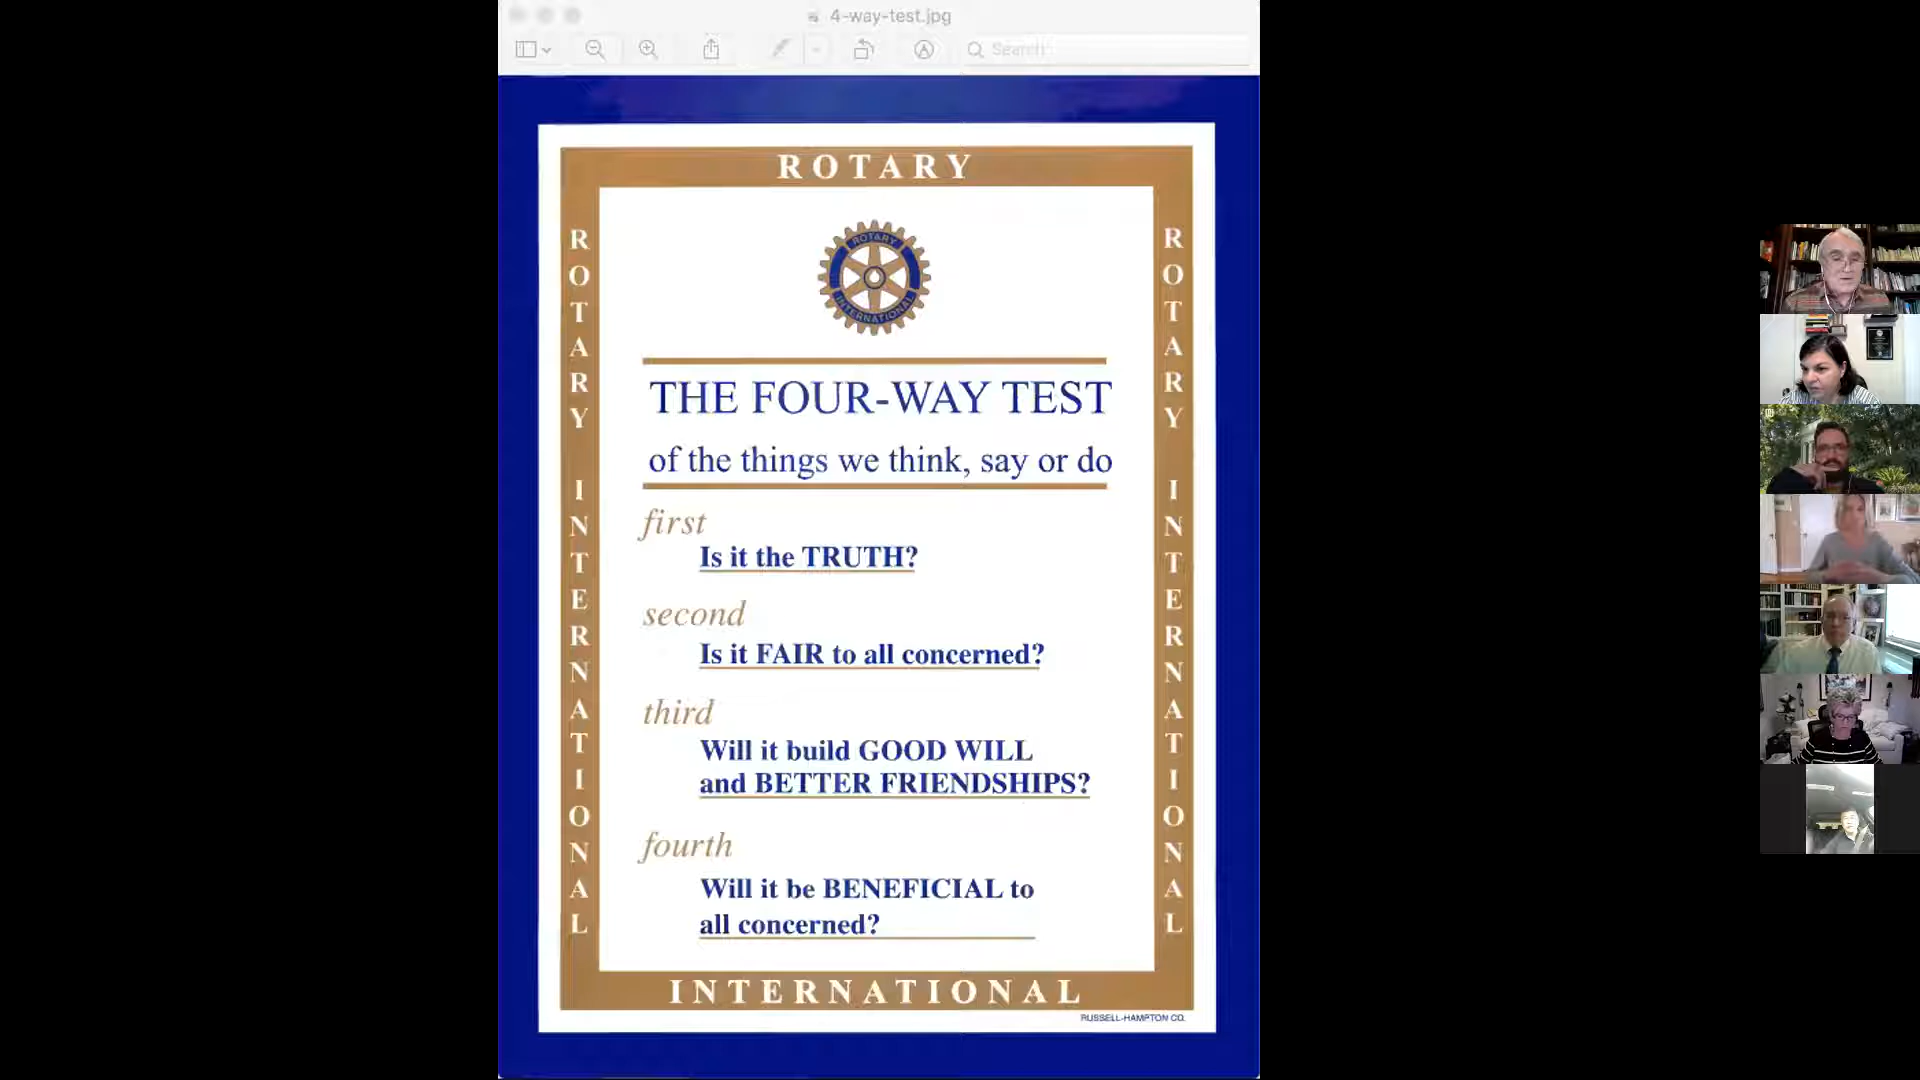 4-way-test.jpg
Search
ROTARY
ROTARY INTERNATIONAL
ROTARY INTERNATIONAL
ROTARY
INTERNATIONAL
THE FOUR-WAY TEST
of the things we think, say or do
first
Is it the TRUTH?
second
Is it FAIR to all concerned?
third
Will it build GOOD WILL
and BETTER FRIENDSHIPS?
fourth
Will it be BENEFICIAL to
all concerned?
INTERNATIONAL
RUSSELL-HAMPTON CO.